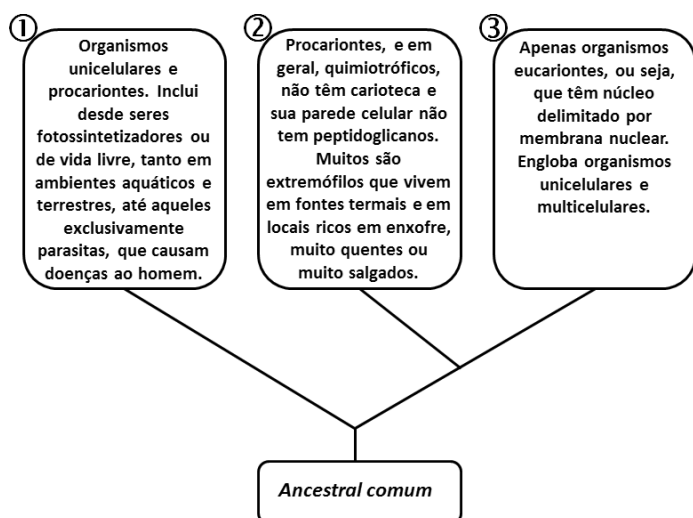 ①
Organismos
unicelulares e
procariontes. Inclui
desde seres
fotossintetizadores ou
de vida livre, tanto em
ambientes aquáticos e
terrestres, até aqueles
exclusivamente
parasitas, que causam
doenças ao homem.
②
Procariontes, e em
geral, quimiotróficos,
não têm carioteca e
sua parede celular não
tem peptidoglicanos.
Muitos são
extremófilos que vivem
em fontes termais e em
locais ricos em enxofre,
muito quentes ou
muito salgados.
③
Apenas organismos
eucariontes, ou seja,
que têm núcleo
delimitado por
membrana nuclear.
Engloba organismos
unicelulares e
multicelulares.
Ancestral comum